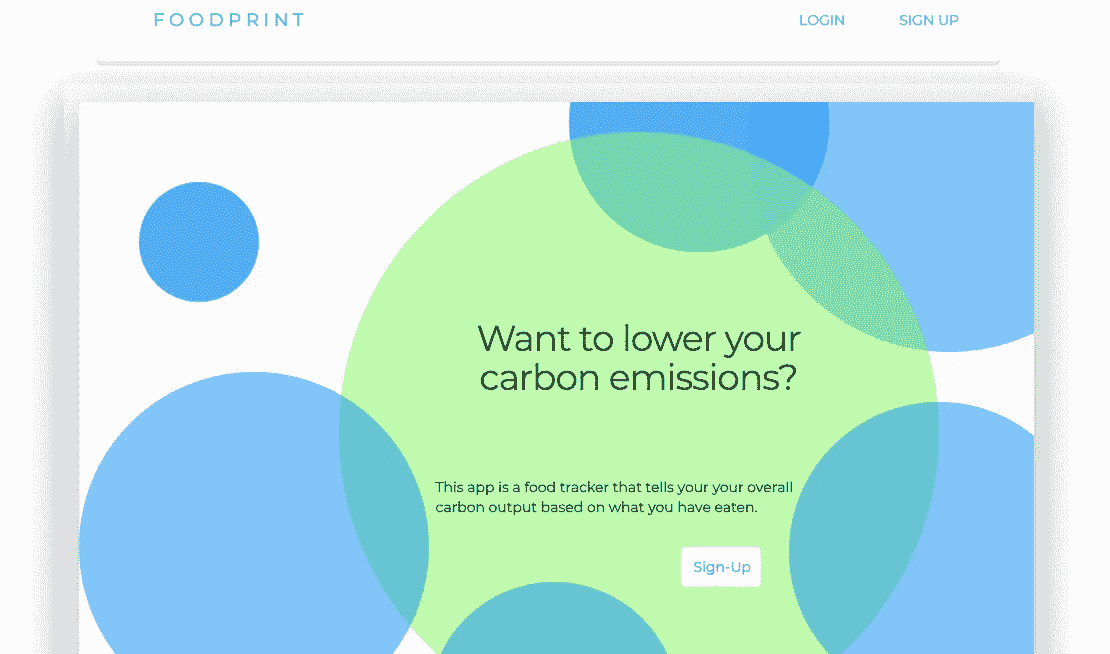 FOODPRINT
LOGIN
SIGN UP
Want to lower your
carbon emissions?
This app is a food tracker that tells your your overall
carbon output based on what you have eaten.
Sign-Up